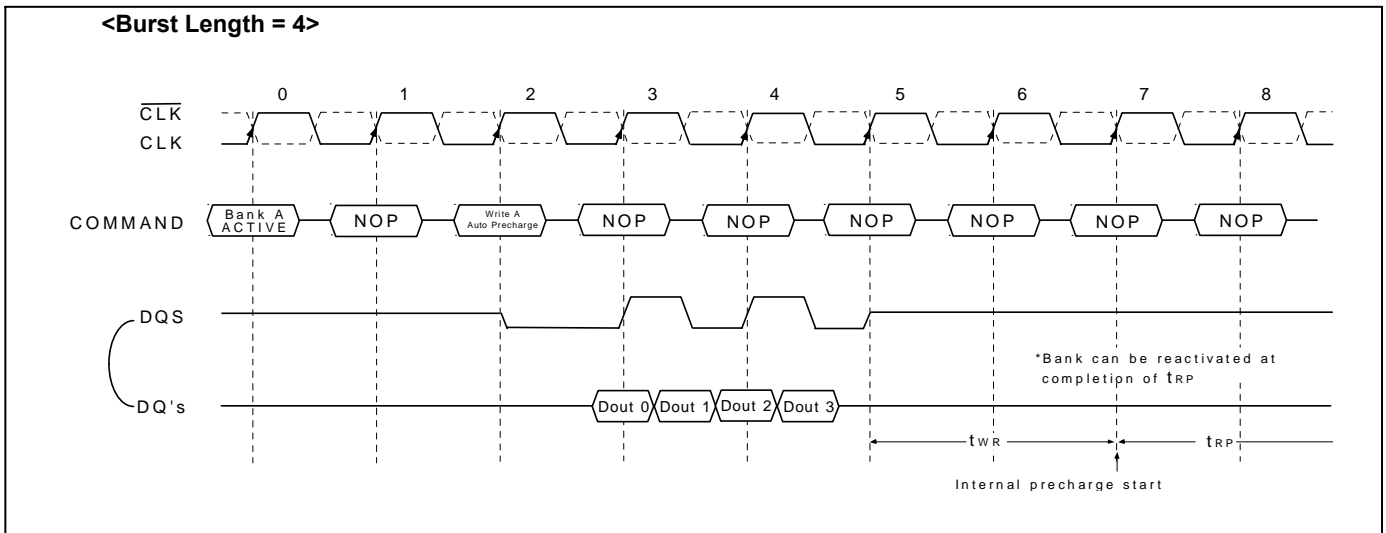 <Burst Length = 4>
0 1 2 3 4 5 6 7 8
CLK
CLK
COMMAND
Bank A
ACTIVE
NOP
Write A
Auto Precharge
NOP
NOP
NOP
NOP
NOP
NOP
DQS
*Bank can be reactivated at
completion of tRP
DQ's
Dout 0 Dout 1 Dout 2 Dout 3
tWR
tRP
Internal precharge start